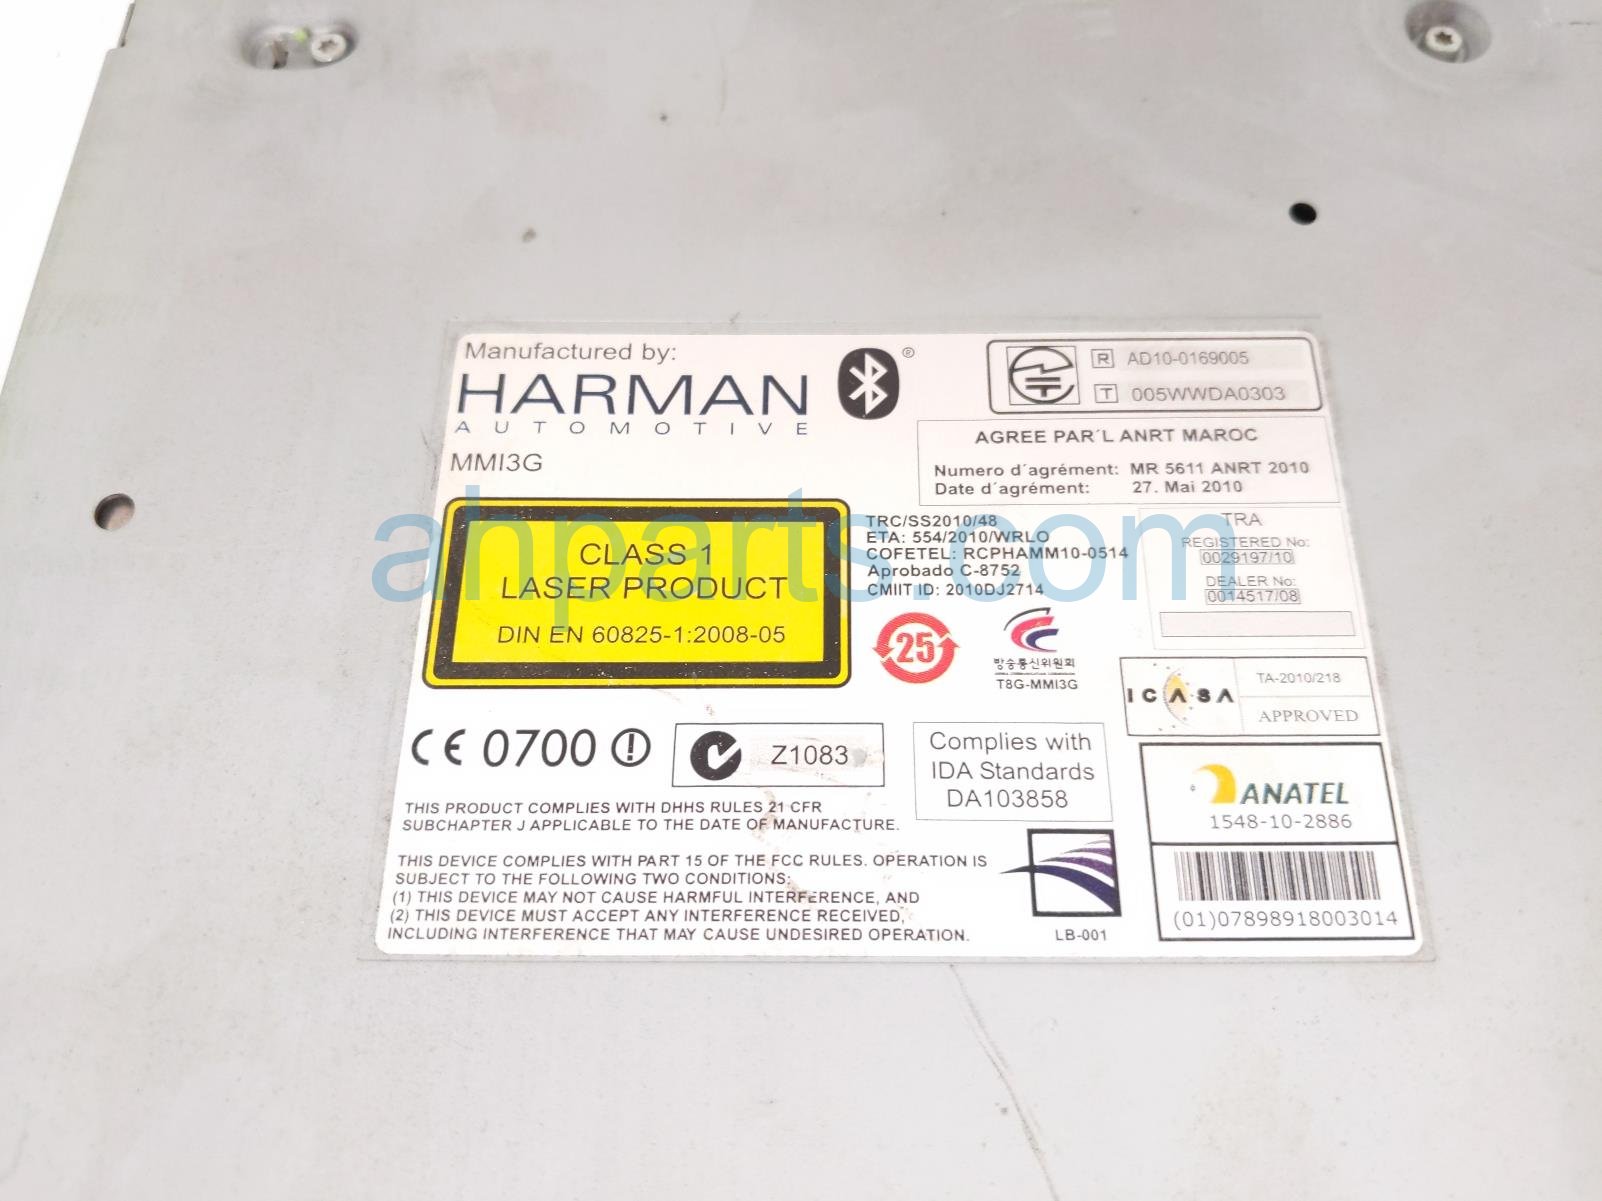 Manufactured by:
HARMAN
AUTOMOTIVE
®
MMI3G
R AD10-0169005
T 005WWDA0303
AGREE PAR´L ANRT MAROC
Numero d´agrément: MR 5611 ANRT 2010
Date d´agrément: 27. Mai 2010
CLASS 1
LASER PRODUCT
DIN EN 60825-1:2008-05
TRC/SS2010/48
ETA: 554/2010/WRLO
COFETEL: RCPHAMM10-0514
Aprobado C-8752
CMIIT ID: 2010DJ2714
TRA
REGISTERED No:
0029197/10
DEALER No:
0014517/08
25
방송통신위원회
T8G-MMI3G
ICASA
TA-2010/218
APPROVED
CE 0700
Z1083
Complies with
IDA Standards
DA103858
ANATEL
1548-10-2886
(01)07898918003014
THIS PRODUCT COMPLIES WITH DHHS RULES 21 CFR
SUBCHAPTER J APPLICABLE TO THE DATE OF MANUFACTURE.
THIS DEVICE COMPLIES WITH PART 15 OF THE FCC RULES. OPERATION IS
SUBJECT TO THE FOLLOWING TWO CONDITIONS:
(1) THIS DEVICE MAY NOT CAUSE HARMFUL INTERFERENCE, AND
(2) THIS DEVICE MUST ACCEPT ANY INTERFERENCE RECEIVED,
INCLUDING INTERFERENCE THAT MAY CAUSE UNDESIRED OPERATION.
LB-001
ahparts.com